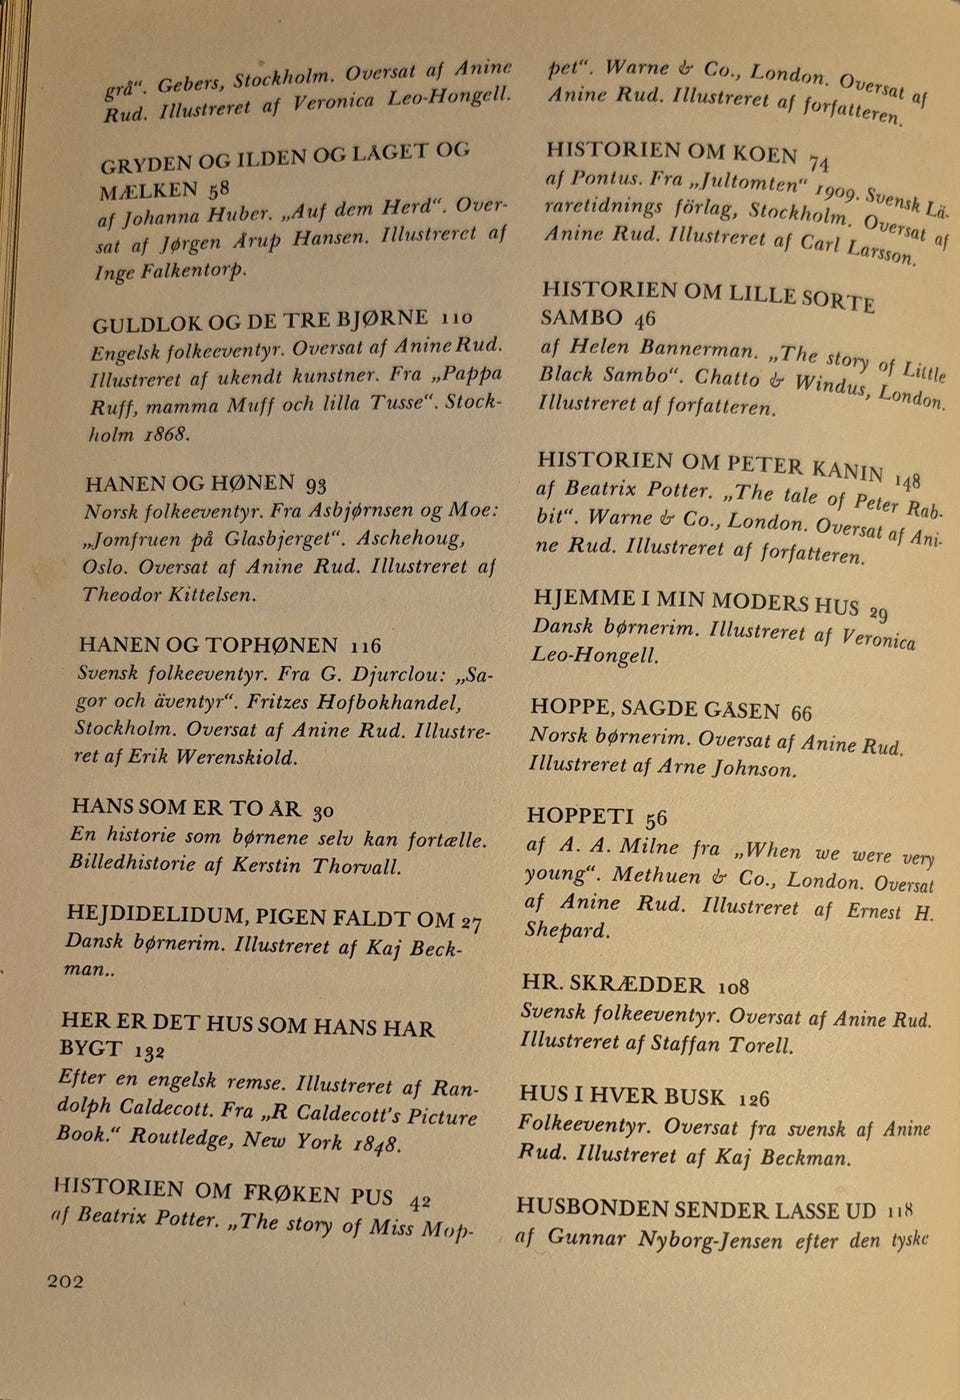 grå“. Gebers, Stockholm. Oversat af Anine
Rud. Illustreret af Veronica Leo-Hongell.
GRYDEN OG ILDEN OG LÅGET OG
MÆLKEN 58
af Johanna Huber. „Auf dem Herd“. Over-
sat af Jørgen Arup Hansen. Illustreret af
Inge Falkentorp.
GULDLOK OG DE TRE BJØRNE 110
Engelsk folkeeventyr. Oversat af Anine Rud.
Illustreret af ukendt kunstner. Fra „Pappa
Ruff, mamma Muff och lilla Tusse“. Stock-
holm 1868.
HANEN OG HØNEN 93
Norsk folkeeventyr. Fra Asbjørnsen og Moe:
„Jomfruen på Glasbjerget“. Aschehoug,
Oslo. Oversat af Anine Rud. Illustreret af
Theodor Kittelsen.
HANEN OG TOPHØNEN 116
Svensk folkeeventyr. Fra G. Djurclou: „Sa-
gor och äventyr“. Fritzes Hofbokhandel,
Stockholm. Oversat af Anine Rud. Illustre-
ret af Erik Werenskiold.
HANS SOM ER TO ÅR 30
En historie som børnene selv kan fortælle.
Billedhistorie af Kerstin Thorvall.
HEJDIDELIDUM, PIGEN FALDT OM 27
Dansk børnerim. Illustreret af Kaj Beck-
man..
HER ER DET HUS SOM HANS HAR
BYGT 132
Efter en engelsk remse. Illustreret af Ran-
dolph Caldecott. Fra „R Caldecott's Picture
Book.“ Routledge, New York 1848.
HISTORIEN OM FRØKEN PUS 42
af Beatrix Potter. „The story of Miss Mop-
202
pet“. Warne & Co., London. Oversat af
Anine Rud. Illustreret af forfatteren.
HISTORIEN OM KOEN 74
af Pontus. Fra „Jultomten“ 1909. Svensk Lä-
raretidnings förlag, Stockholm. Oversat af
Anine Rud. Illustreret af Carl Larsson.
HISTORIEN OM LILLE SORTE
SAMBO 46
af Helen Bannerman. „The story of Little
Black Sambo“. Chatto & Windus, London.
Illustreret af forfatteren.
HISTORIEN OM PETER KANIN 148
af Beatrix Potter. „The tale of Peter Rab-
bit“. Warne & Co., London. Oversat af Ani-
ne Rud. Illustreret af forfatteren.
HJEMME I MIN MODERS HUS 29
Dansk børnerim. Illustreret af Veronica
Leo-Hongell.
HOPPE, SAGDE GÅSEN 66
Norsk børnerim. Oversat af Anine Rud.
Illustreret af Arne Johnson.
HOPPETI 56
af A. A. Milne fra „When we were very
young“. Methuen & Co., London. Oversat
af Anine Rud. Illustreret af Ernest H.
Shepard.
HR. SKRÆDDER 108
Svensk folkeeventyr. Oversat af Anine Rud.
Illustreret af Staffan Torell.
HUS I HVER BUSK 126
Folkeeventyr. Oversat fra svensk af Anine
Rud. Illustreret af Kaj Beckman.
HUSBONDEN SENDER LASSE UD 118
af Gunnar Nyborg-Jensen efter den tyske